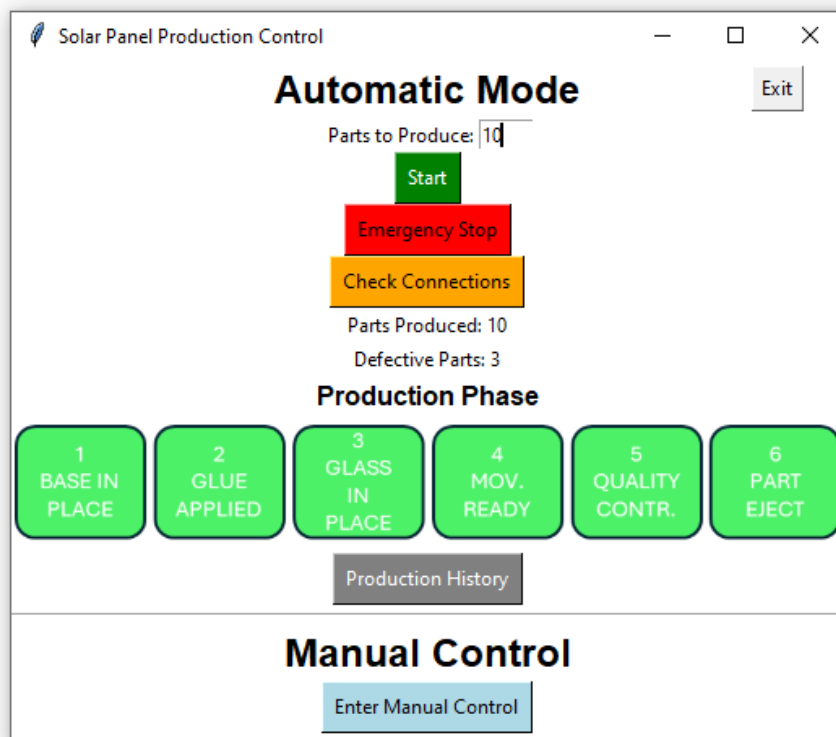 Solar Panel Production Control
Automatic Mode
Exit
Parts to Produce: 10
Start
Emergency Stop
Check Connections
Parts Produced: 10
Defective Parts: 3
Production Phase
1
BASE IN
PLACE
2
GLUE
APPLIED
3
GLASS
IN
PLACE
4
MOV.
READY
5
QUALITY
CONTR.
6
PART
EJECT
Production History
Manual Control
Enter Manual Control